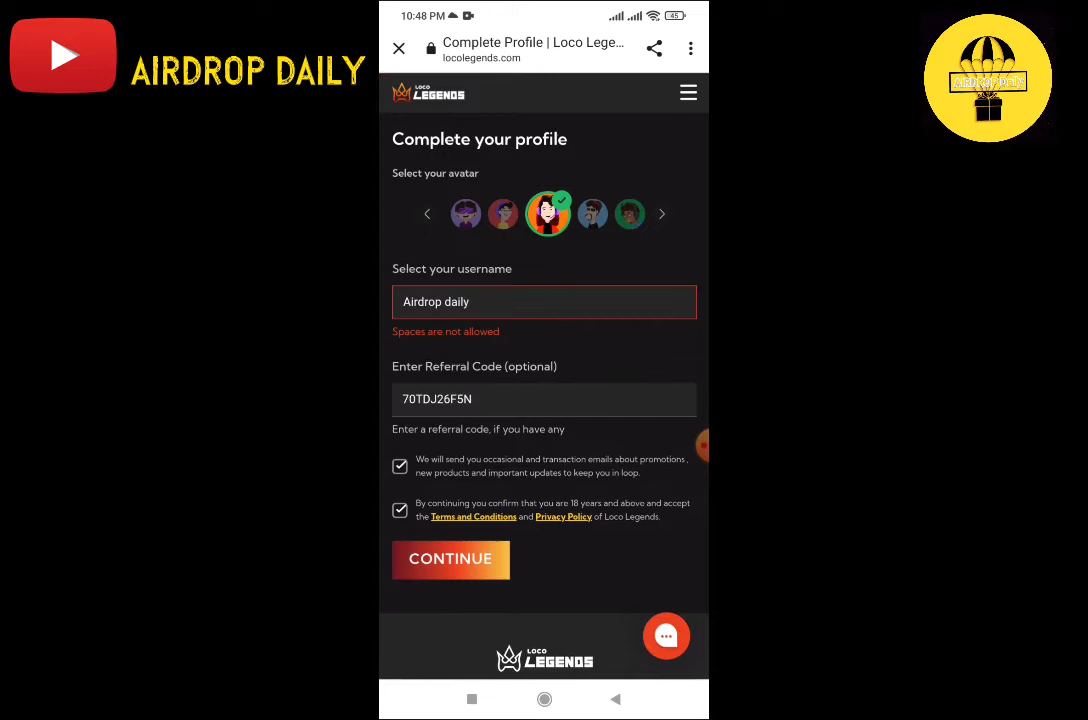 AIRDROP DAILY
AIRDROP Daily
10:48 PM
45
Complete Profile | Loco Lege...
locolegends.com
LOCO
LEGENDS
Complete your profile
Select your avatar
Select your username
Airdrop daily
Spaces are not allowed
Enter Referral Code (optional)
70TDJ26F5N
Enter a referral code, if you have any
We will send you occasional and transaction emails about promotions ,
new products and important updates to keep you in loop.
By continuing you confirm that you are 18 years and above and accept
the Terms and Conditions and Privacy Policy of Loco Legends.
CONTINUE
LOCO
LEGENDS